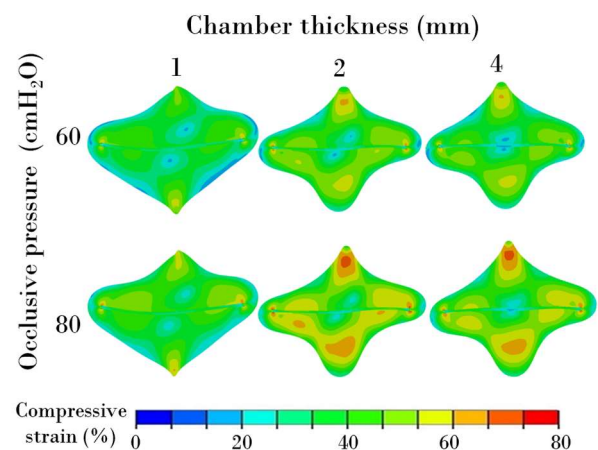 Chamber thickness (mm)
1 2 4
Occlusive pressure (cmH₂O)
60
80
Compressive
strain (%)
0 20 40 60 80